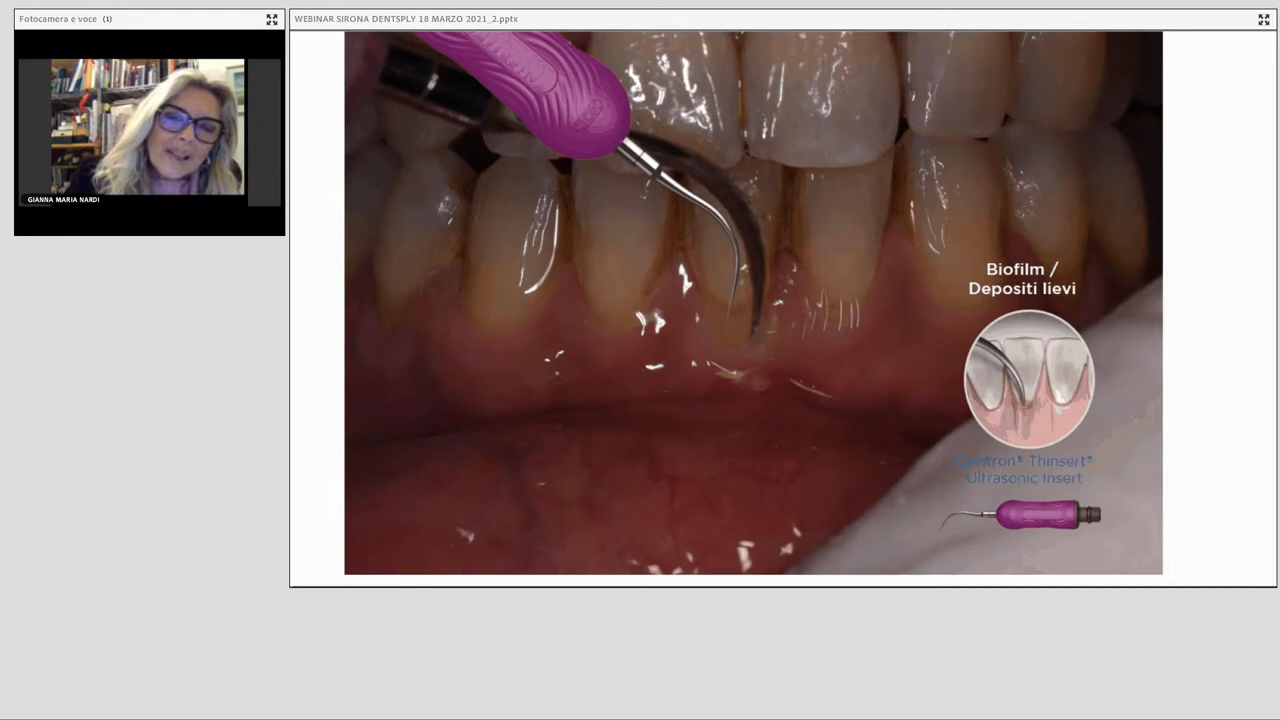 Fotocamera e voce (1)
GIANNA MARIA NARDI
WEBINAR SIRONA DENTSPLY 18 MARZO 2021_2.pptx
Biofilm /
Depositi lievi
Cavitron® Thinsert®
Ultrasonic Insert